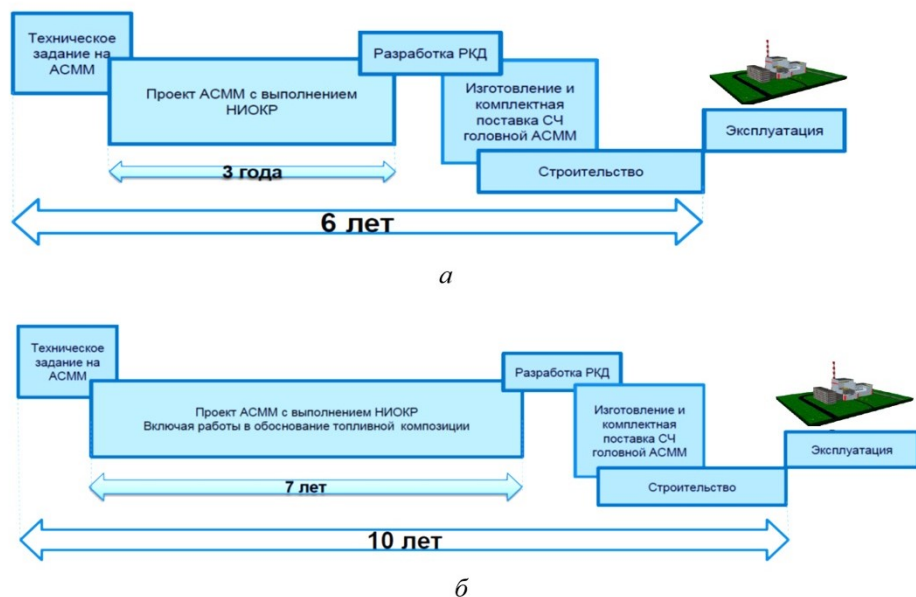 Техническое
задание на
АСММ
Разработка РКД
Проект АСММ с выполнением
НИОКР
Изготовление и
комплектная
поставка СЧ
головной АСММ
Эксплуатация
Строительство
3 года
6 лет
а
Техническое
задание на
АСММ
Разработка РКД
Проект АСММ с выполнением НИОКР
Включая работы в обоснование топливной композиции
Изготовление и
комплектная
поставка СЧ
головной АСММ
Эксплуатация
Строительство
7 лет
10 лет
б